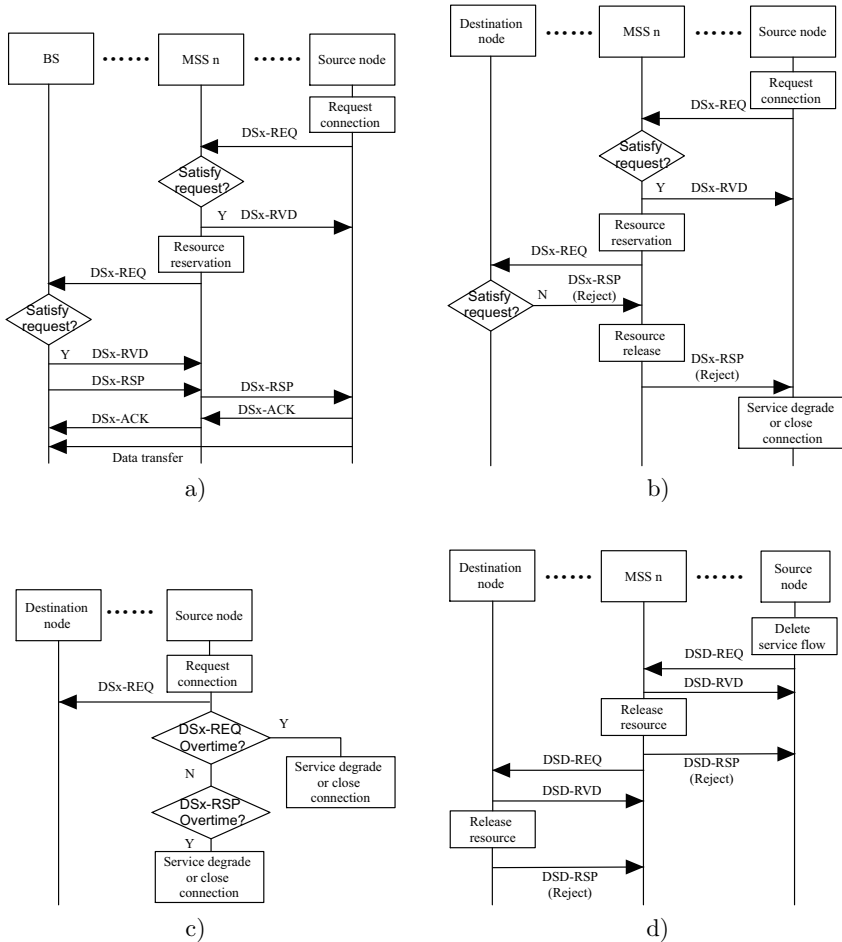 BS
MSS n
Source node
Request
connection
DSx-REQ
Satisfy
request?
Y
DSx-RVD
Resource
reservation
DSx-REQ
Satisfy
request?
Y
DSx-RVD
DSx-RSP
DSx-RSP
DSx-ACK
DSx-ACK
Data transfer
a)
Destination
node
MSS n
Source node
Request
connection
DSx-REQ
Satisfy
request?
Y
DSx-RVD
Resource
reservation
DSx-REQ
Satisfy
request?
N
DSx-RSP
(Reject)
Resource
release
DSx-RSP
(Reject)
Service degrade
or close
connection
b)
Destination
node
Source node
Request
connection
DSx-REQ
DSx-REQ
Overtime?
Y
Service degrade
or close
connection
N
DSx-RSP
Overtime?
Y
Service degrade
or close
connection
c)
Destination
node
MSS n
Source
node
Delete
service flow
DSD-REQ
DSD-RVD
Release
resource
DSD-RSP
(Reject)
DSD-REQ
DSD-RVD
Release
resource
DSD-RSP
(Reject)
d)